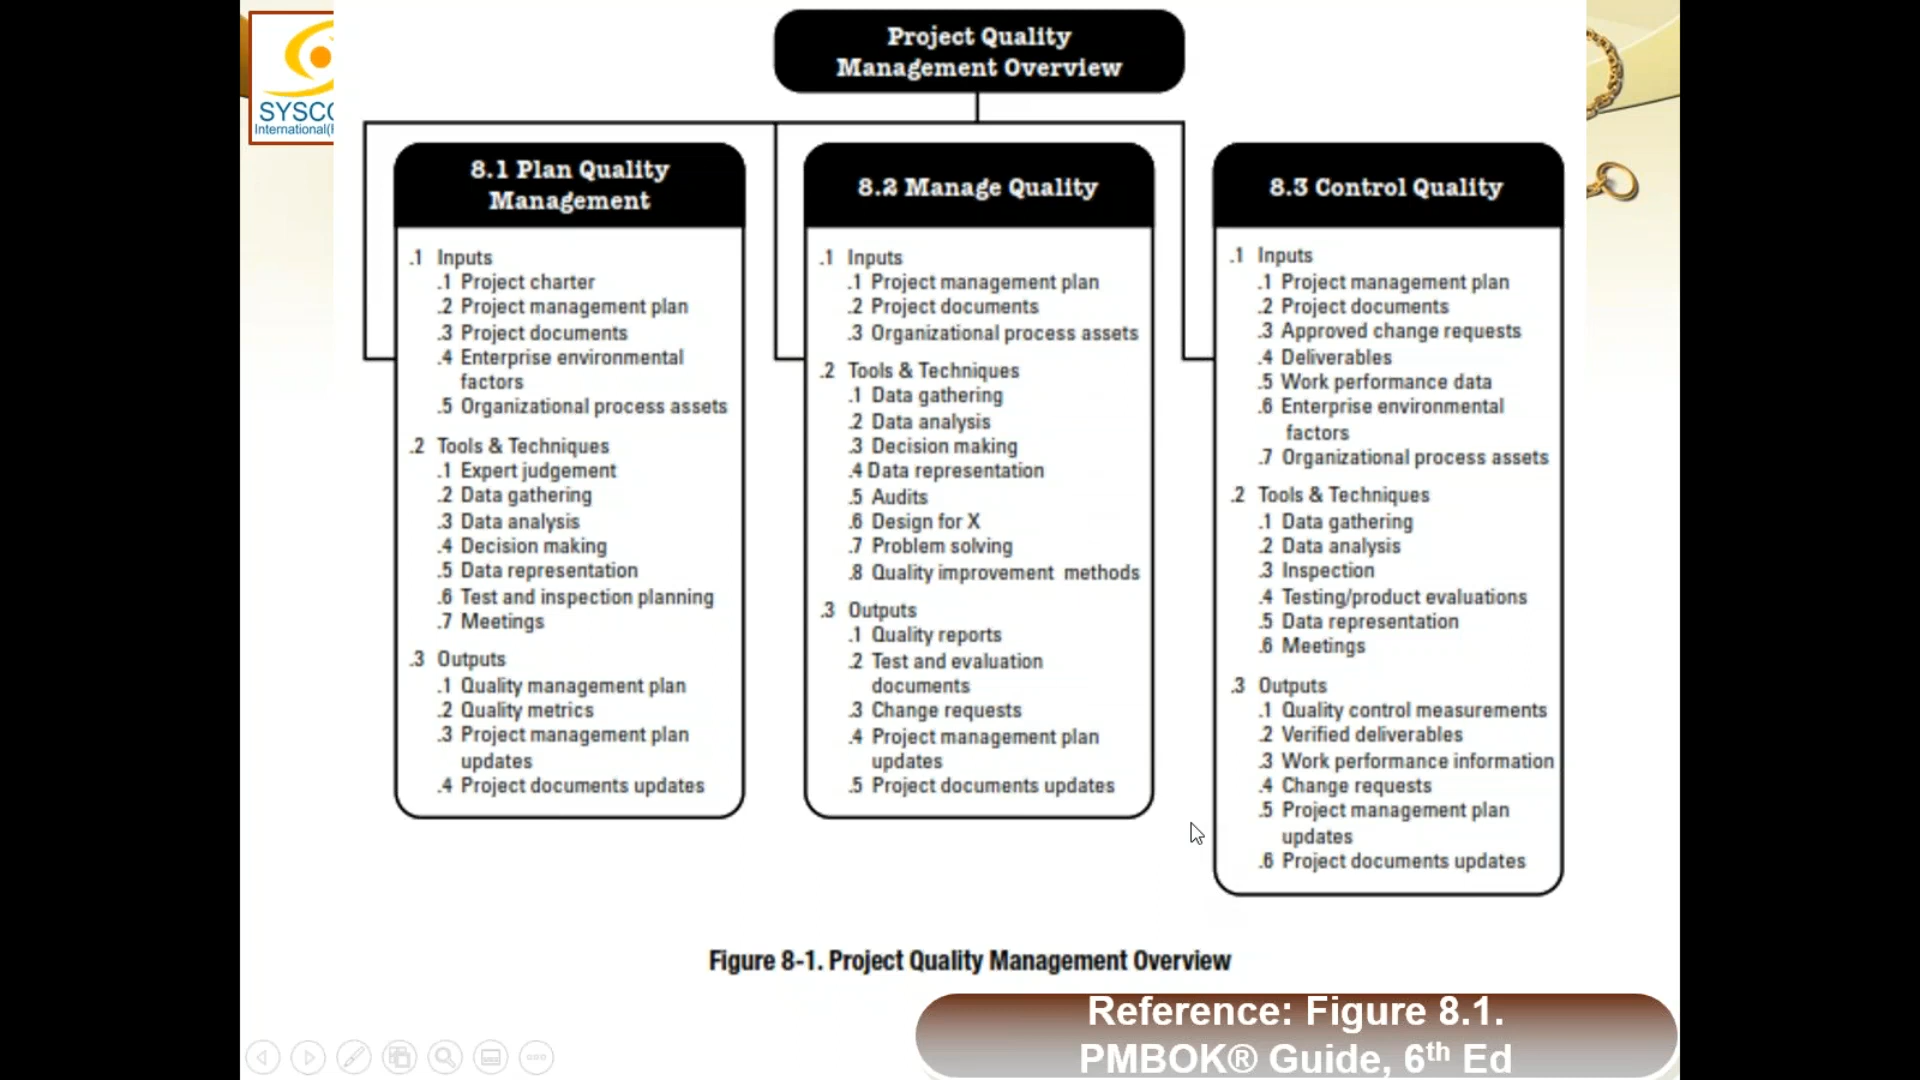 SYSCO
International(
Project Quality
Management Overview
8.1 Plan Quality
Management
.1 Inputs
.1 Project charter
.2 Project management plan
.3 Project documents
.4 Enterprise environmental
factors
.5 Organizational process assets
.2 Tools & Techniques
.1 Expert judgement
.2 Data gathering
.3 Data analysis
.4 Decision making
.5 Data representation
.6 Test and inspection planning
.7 Meetings
.3 Outputs
.1 Quality management plan
.2 Quality metrics
.3 Project management plan
updates
.4 Project documents updates
8.2 Manage Quality
.1 Inputs
.1 Project management plan
.2 Project documents
.3 Organizational process assets
.2 Tools & Techniques
.1 Data gathering
.2 Data analysis
.3 Decision making
.4 Data representation
.5 Audits
.6 Design for X
.7 Problem solving
.8 Quality improvement methods
.3 Outputs
.1 Quality reports
.2 Test and evaluation
documents
.3 Change requests
.4 Project management plan
updates
.5 Project documents updates
8.3 Control Quality
.1 Inputs
.1 Project management plan
.2 Project documents
.3 Approved change requests
.4 Deliverables
.5 Work performance data
.6 Enterprise environmental
factors
.7 Organizational process assets
.2 Tools & Techniques
.1 Data gathering
.2 Data analysis
.3 Inspection
.4 Testing/product evaluations
.5 Data representation
.6 Meetings
.3 Outputs
.1 Quality control measurements
.2 Verified deliverables
.3 Work performance information
.4 Change requests
.5 Project management plan
updates
.6 Project documents updates
Figure 8-1. Project Quality Management Overview
Reference: Figure 8.1.
PMBOK® Guide, 6th Ed